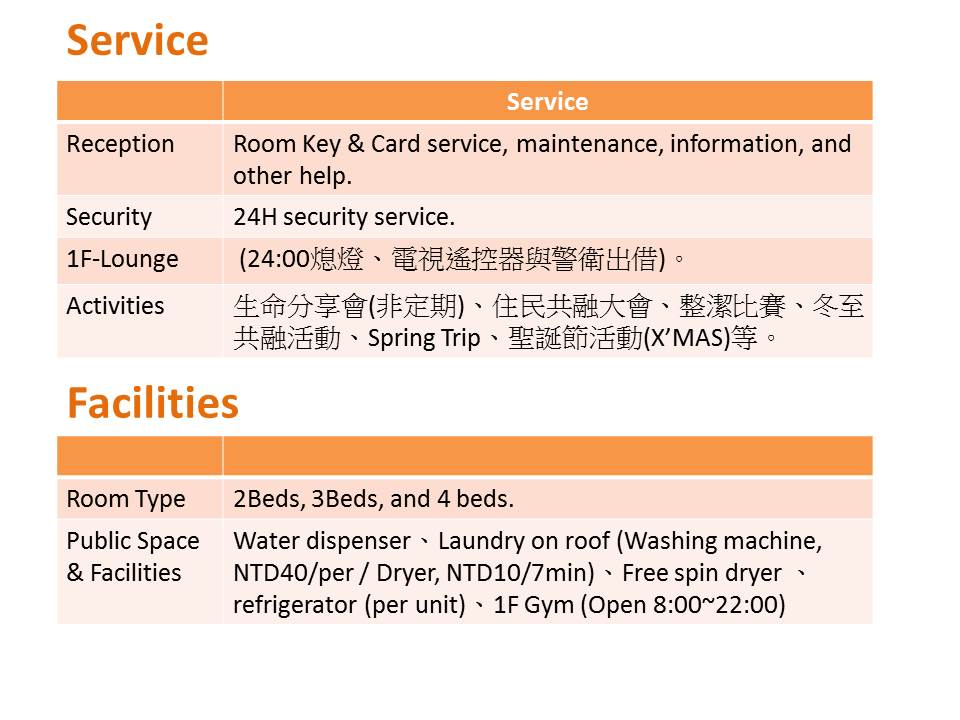 Service
Service
Reception
Room Key & Card service, maintenance, information, and
other help.
Security
24H security service.
1F-Lounge
(24:00熄燈、電視遙控器與警衛出借)。
Activities
生命分享會(非定期)、住民共融大會、整潔比賽、冬至
共融活動、Spring Trip、聖誕節活動(X’MAS)等。
Facilities
Room Type
2Beds, 3Beds, and 4 beds.
Public Space
& Facilities
Water dispenser、Laundry on roof (Washing machine,
NTD40/per / Dryer, NTD10/7min)、Free spin dryer 、
refrigerator (per unit)、1F Gym (Open 8:00~22:00)